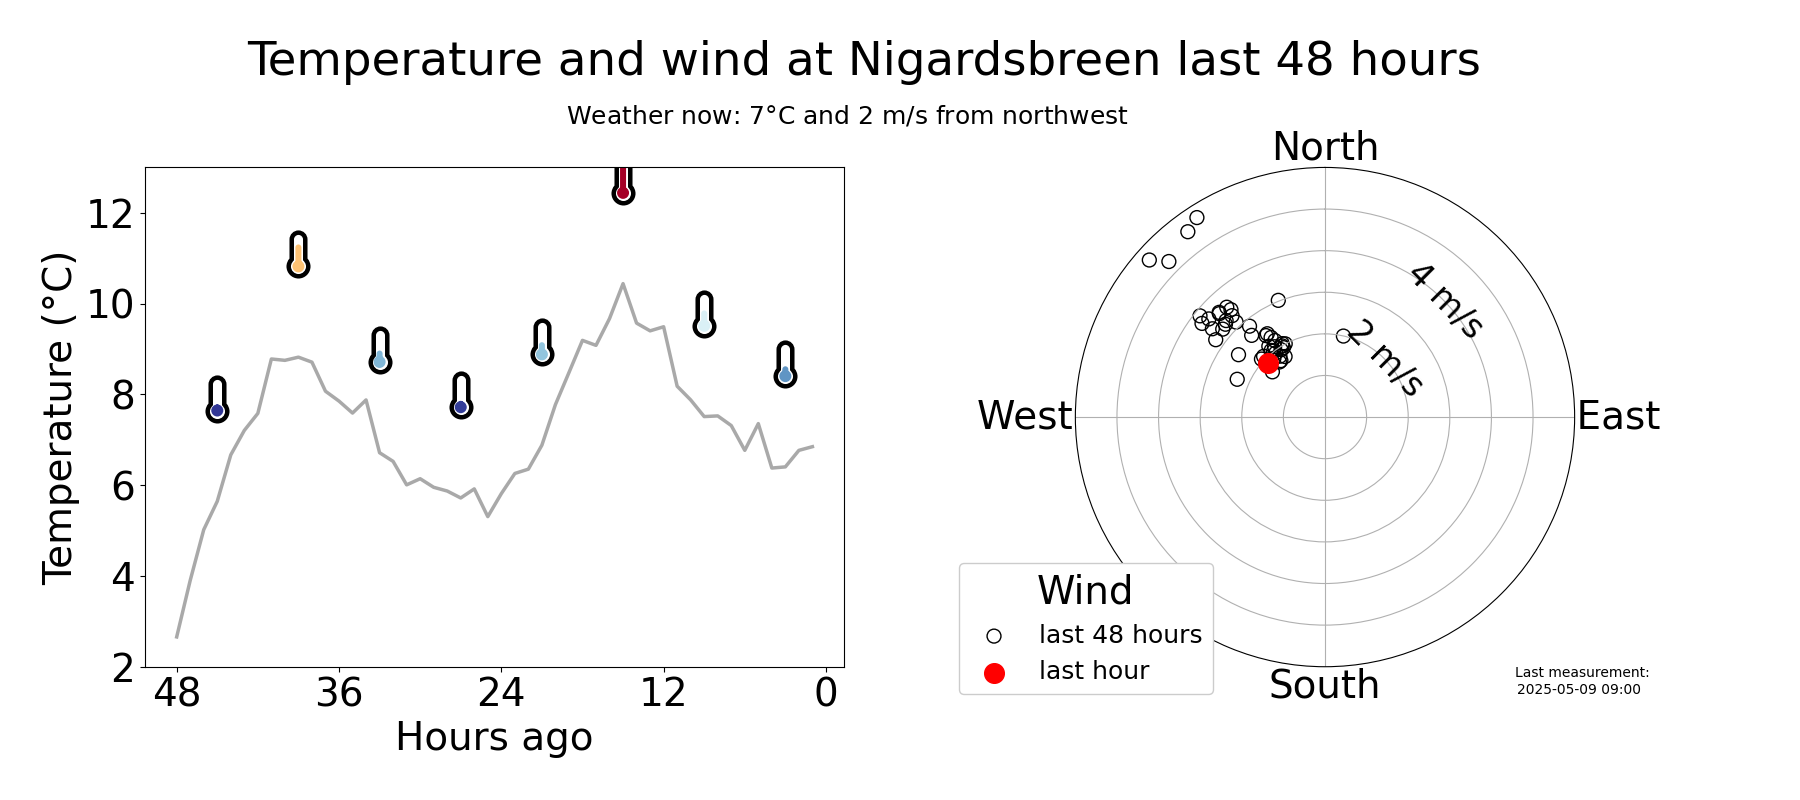 Temperature and wind at Nigardsbreen last 48 hours
Weather now: 7°C and 2 m/s from northwest
Temperature (°C)
12
10
8
6
4
2
48 36 24 12 0
Hours ago
North
West
East
South
4 m/s
2 m/s
Wind
last 48 hours
last hour
Last measurement:
2025-05-09 09:00